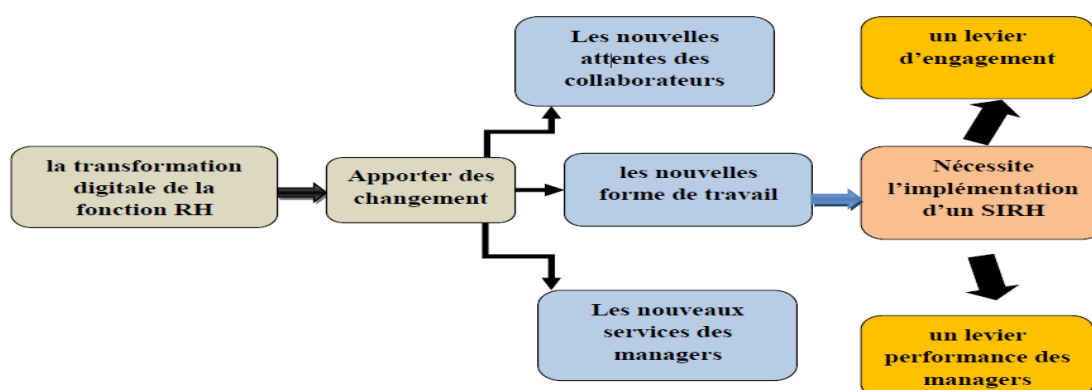 la transformation
digitale de la
fonction RH
Apporter des
changement
Les nouvelles
attentes des
collaborateurs
les nouvelles
forme de travail
Les nouveaux
services des
managers
un levier
d’engagement
Nécessite
l’implémentation
d’un SIRH
un levier
performance des
managers